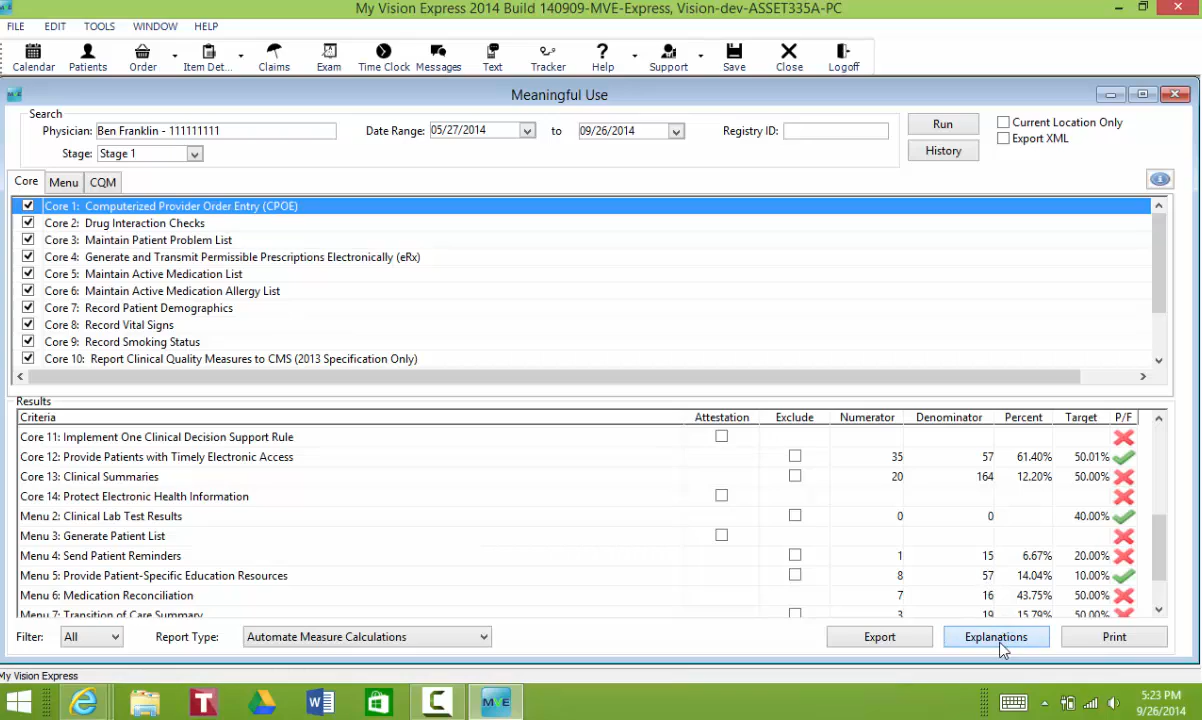 My Vision Express 2014 Build 140909-MVE-Express, Vision-dev-ASSET335A-PC
FILE EDIT TOOLS WINDOW HELP
Calendar Patients Order Item Det... Claims Exam Time Clock Messages Text Tracker Help Support Save Close Logoff
Meaningful Use
Search
Physician: Ben Franklin - 111111111 Date Range: 05/27/2014 to 09/26/2014 Registry ID: Run Current Location Only
Export XML
Stage: Stage 1 History
Core Menu CQM
Core 1: Computerized Provider Order Entry (CPOE)
Core 2: Drug Interaction Checks
Core 3: Maintain Patient Problem List
Core 4: Generate and Transmit Permissible Prescriptions Electronically (eRx)
Core 5: Maintain Active Medication List
Core 6: Maintain Active Medication Allergy List
Core 7: Record Patient Demographics
Core 8: Record Vital Signs
Core 9: Record Smoking Status
Core 10: Report Clinical Quality Measures to CMS (2013 Specification Only)
Results
Criteria Attestation Exclude Numerator Denominator Percent Target P/F
Core 11: Implement One Clinical Decision Support Rule
Core 12: Provide Patients with Timely Electronic Access 35 57 61.40% 50.01%
Core 13: Clinical Summaries 20 164 12.20% 50.00%
Core 14: Protect Electronic Health Information
Menu 2: Clinical Lab Test Results 0 0 40.00%
Menu 3: Generate Patient List
Menu 4: Send Patient Reminders 1 15 6.67% 20.00%
Menu 5: Provide Patient-Specific Education Resources 8 57 14.04% 10.00%
Menu 6: Medication Reconciliation 7 16 43.75% 50.00%
Menu 7: Transition of Care Summary 3 19 15.79% 50.00%
Filter: All Report Type: Automate Measure Calculations Export Explanations Print
My Vision Express
5:23 PM
9/26/2014